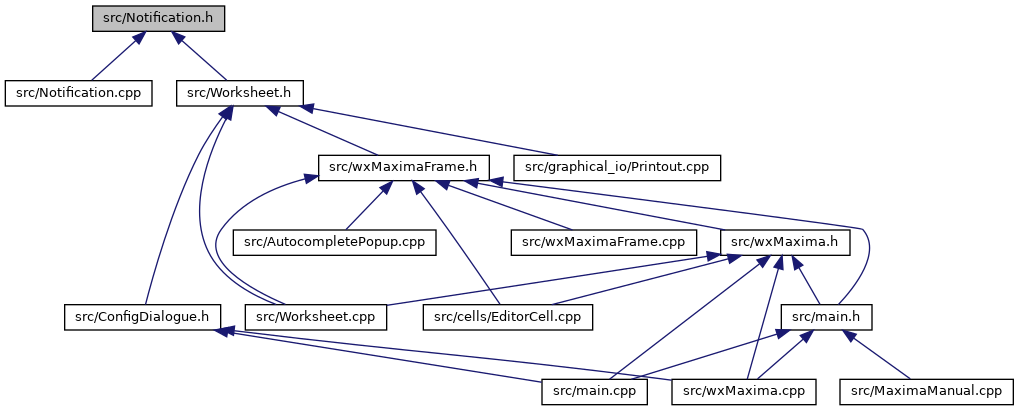 src/Notification.h
src/Notification.cpp
src/Worksheet.h
src/wxMaximaFrame.h
src/graphical_io/Printout.cpp
src/AutocompletePopup.cpp
src/wxMaximaFrame.cpp
src/wxMaxima.h
src/ConfigDialogue.h
src/Worksheet.cpp
src/cells/EditorCell.cpp
src/main.h
src/main.cpp
src/wxMaxima.cpp
src/MaximaManual.cpp